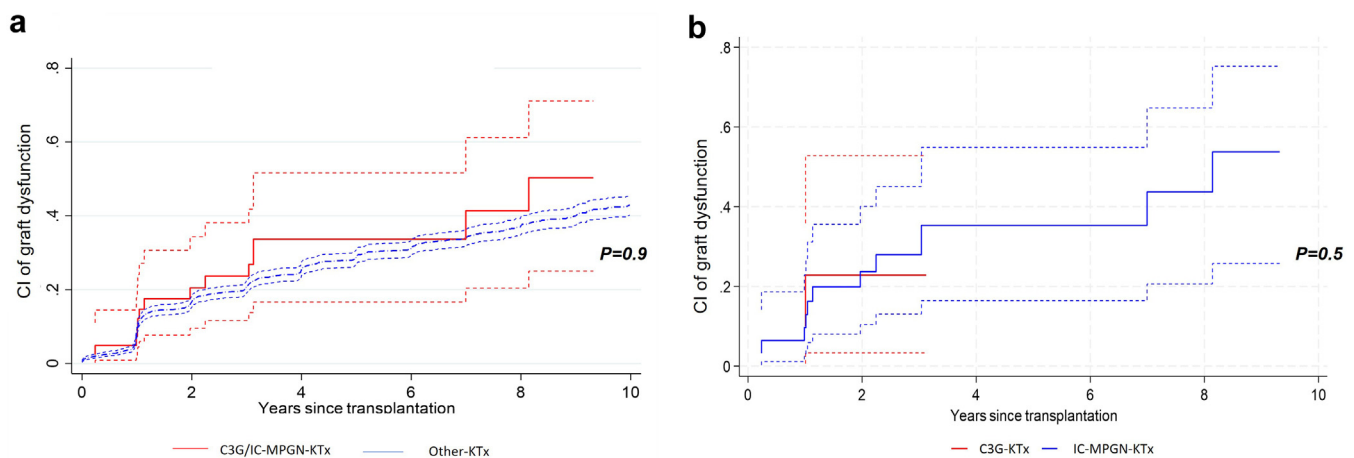 a
CI of graft dysfunction
.8
.6
.4
.2
0
0 2 4 6 8 10
Years since transplantation
P=0.9
C3G/IC-MPGN-KTx Other-KTx
b
CI of graft dysfunction
.8
.6
.4
.2
0
0 2 4 6 8 10
Years since transplantation
P=0.5
C3G-KTx IC-MPGN-KTx